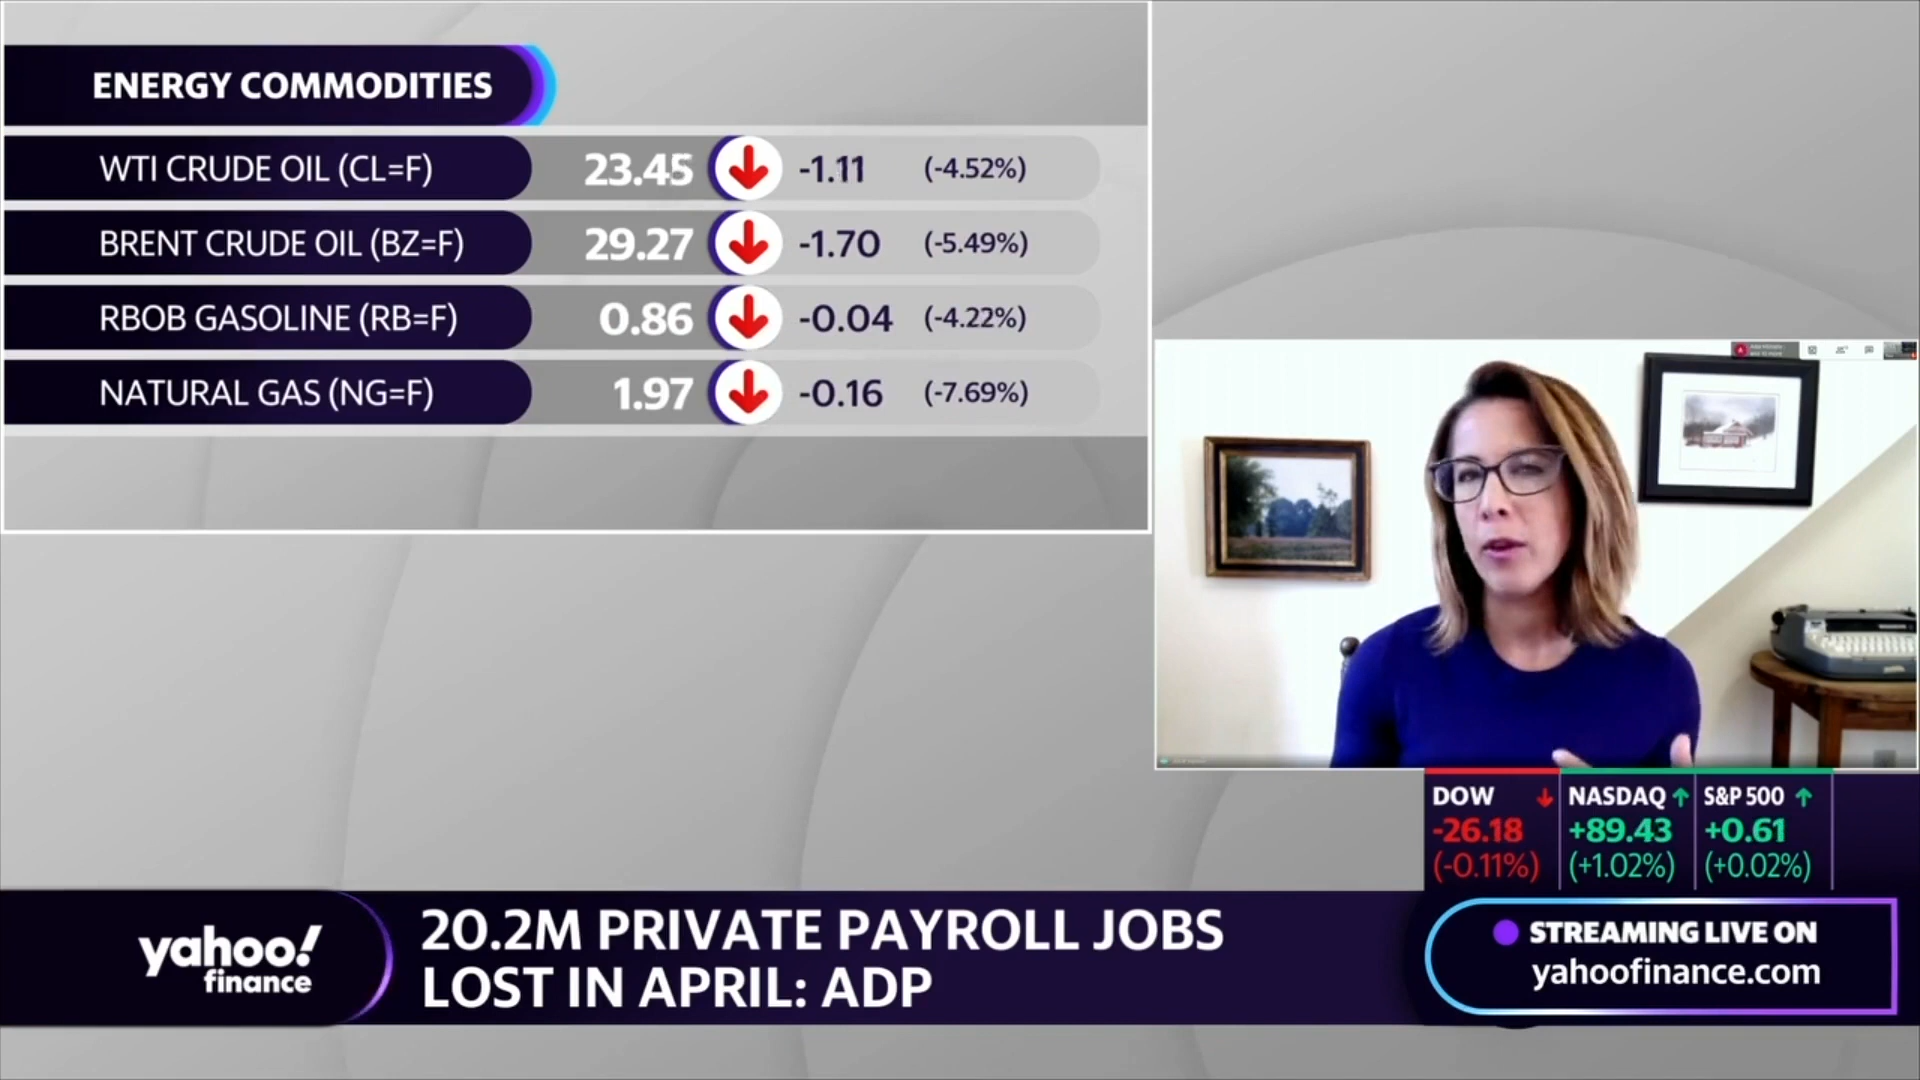 ENERGY COMMODITIES
WTI CRUDE OIL (CL=F) 23.45 -1.11 (-4.52%)
BRENT CRUDE OIL (BZ=F) 29.27 -1.70 (-5.49%)
RBOB GASOLINE (RB=F) 0.86 -0.04 (-4.22%)
NATURAL GAS (NG=F) 1.97 -0.16 (-7.69%)
DOW NASDAQ S&P 500
-26.18 +89.43 +0.61
(-0.11%) (+1.02%) (+0.02%)
yahoo!
finance
20.2M PRIVATE PAYROLL JOBS
LOST IN APRIL: ADP
STREAMING LIVE ON
yahoofinance.com